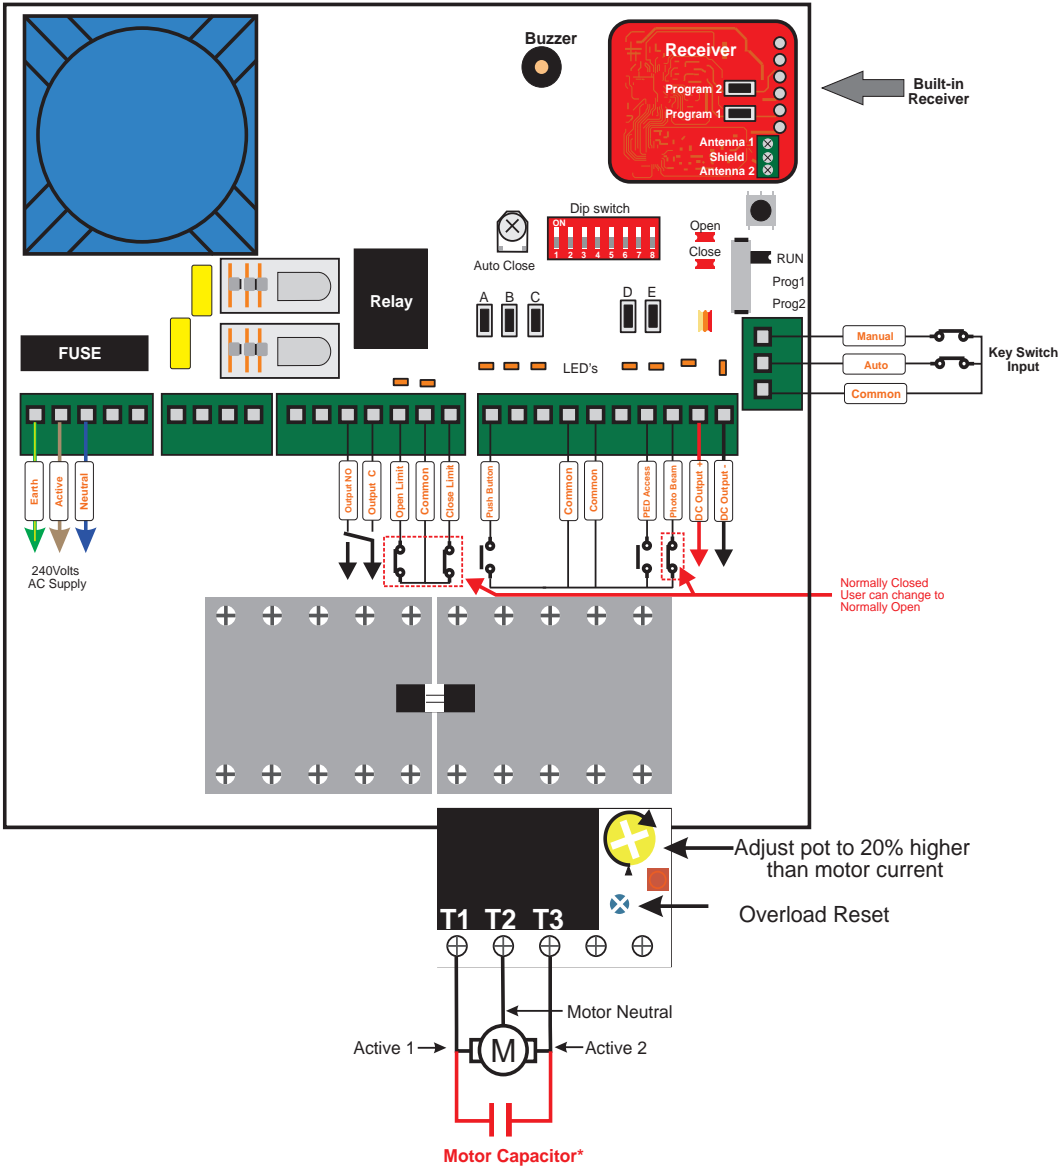 Buzzer
Receiver
Program 2
Program 1
Antenna 1
Shield
Antenna 2
Built-in
Receiver
Dip switch
ON
1 2 3 4 5 6 7 8
Auto Close
Open
Close
RUN
Prog1
Prog2
A B C
D E
Relay
FUSE
LED's
Manual
Auto
Common
Key Switch
Input
Earth
Active
Neutral
Output NO
Output C
Open Limit
Common
Close Limit
Push Button
Common
Common
PED Access
Photo Beam
DC Output +
DC Output -
240Volts
AC Supply
Normally Closed
User can change to
Normally Open
Adjust pot to 20% higher
than motor current
Overload Reset
T1 T2 T3
Motor Neutral
Active 1
M
Active 2
Motor Capacitor*